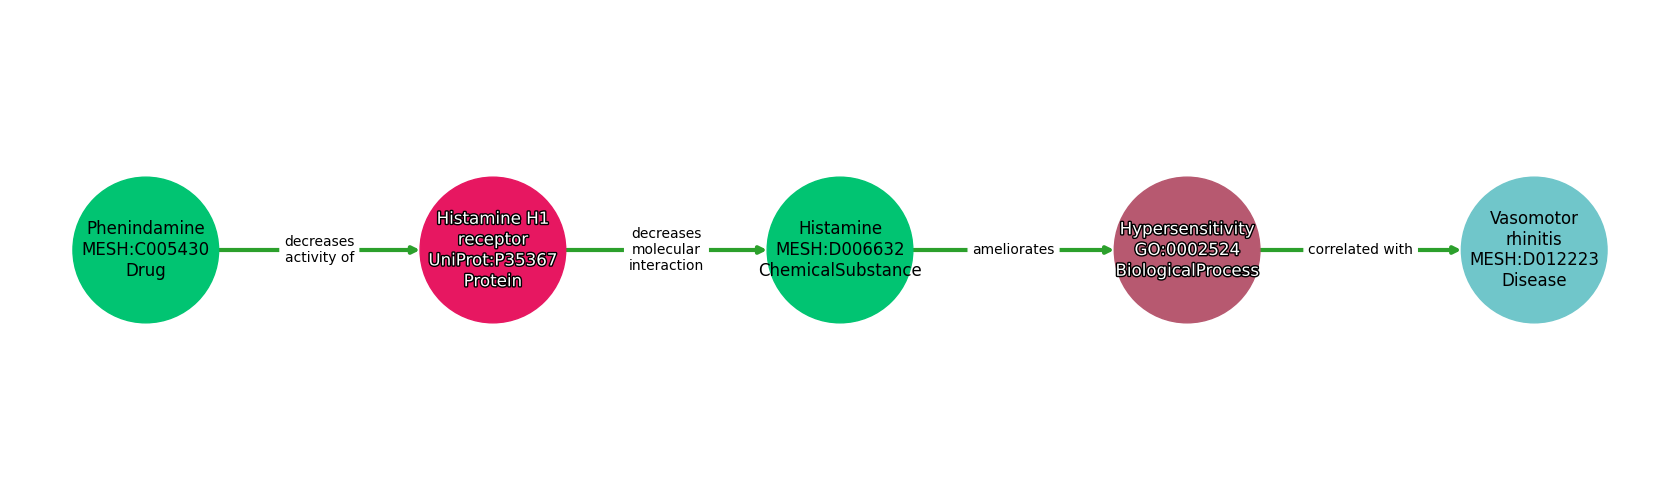 Phenindamine
MESH:C005430
Drug
decreases
activity of
Histamine H1
receptor
UniProt:P35367
Protein
decreases
molecular
interaction
Histamine
MESH:D006632
ChemicalSubstance
ameliorates
Hypersensitivity
GO:0002524
BiologicalProcess
correlated with
Vasomotor
rhinitis
MESH:D012223
Disease